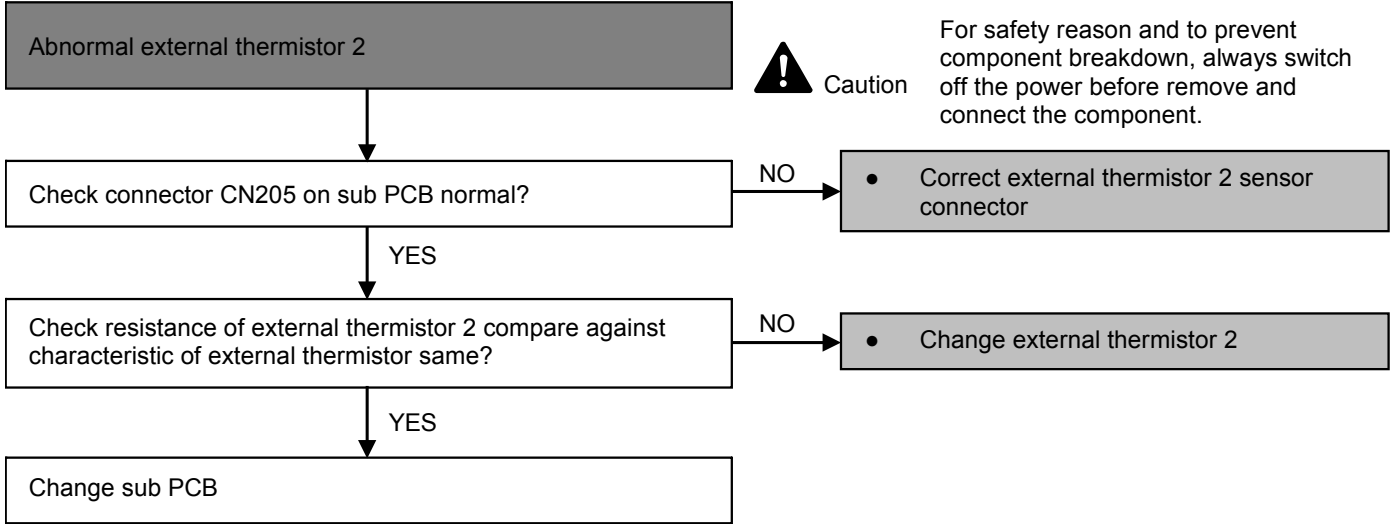 Abnormal external thermistor 2
Caution
For safety reason and to prevent
component breakdown, always switch
off the power before remove and
connect the component.
Check connector CN205 on sub PCB normal?
NO
● Correct external thermistor 2 sensor
connector
YES
Check resistance of external thermistor 2 compare against
characteristic of external thermistor same?
NO
● Change external thermistor 2
YES
Change sub PCB